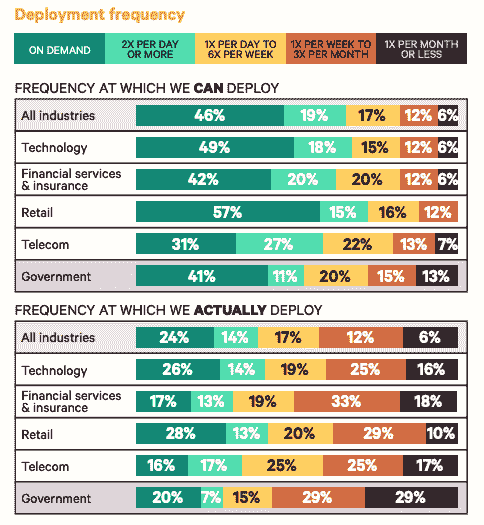 Deployment frequency
ON DEMAND
2X PER DAY
OR MORE
1X PER DAY TO
6X PER WEEK
1X PER WEEK TO
3X PER MONTH
1X PER MONTH
OR LESS
FREQUENCY AT WHICH WE CAN DEPLOY
All industries 46% 19% 17% 12% 6%
Technology 49% 18% 15% 12% 6%
Financial services
& insurance 42% 20% 20% 12% 6%
Retail 57% 15% 16% 12%
Telecom 31% 27% 22% 13% 7%
Government 41% 11% 20% 15% 13%
FREQUENCY AT WHICH WE ACTUALLY DEPLOY
All industries 24% 14% 17% 12% 6%
Technology 26% 14% 19% 25% 16%
Financial services
& insurance 17% 13% 19% 33% 18%
Retail 28% 13% 20% 29% 10%
Telecom 16% 17% 25% 25% 17%
Government 20% 7% 15% 29% 29%